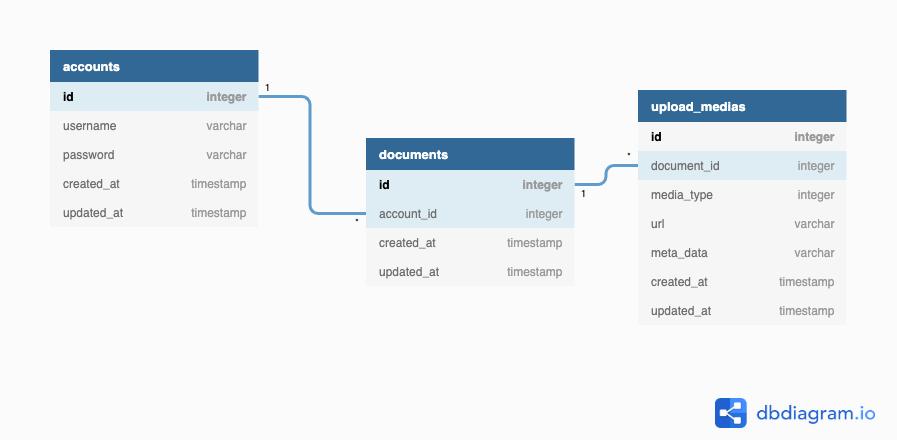 accounts
id integer
username varchar
password varchar
created_at timestamp
updated_at timestamp
1
*
documents
id integer
account_id integer
created_at timestamp
updated_at timestamp
1
*
upload_medias
id integer
document_id integer
media_type integer
url varchar
meta_data varchar
created_at timestamp
updated_at timestamp
dbdiagram.io